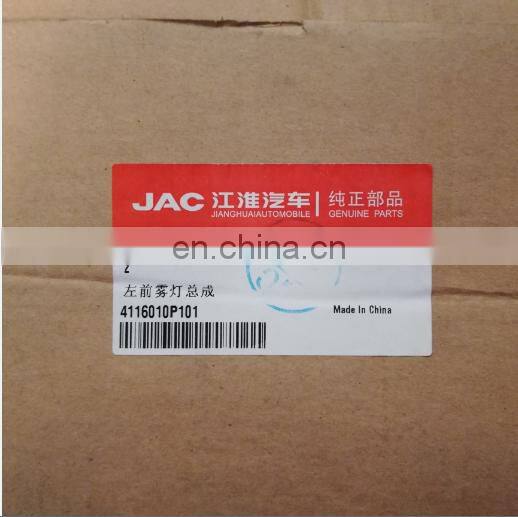 JAC 江淮汽车 纯正部品
JIANGHUAIAUTOMOBILE GENUINE PARTS
en.china.cn
Z
左前雾灯总成
4116010P101 Made In China